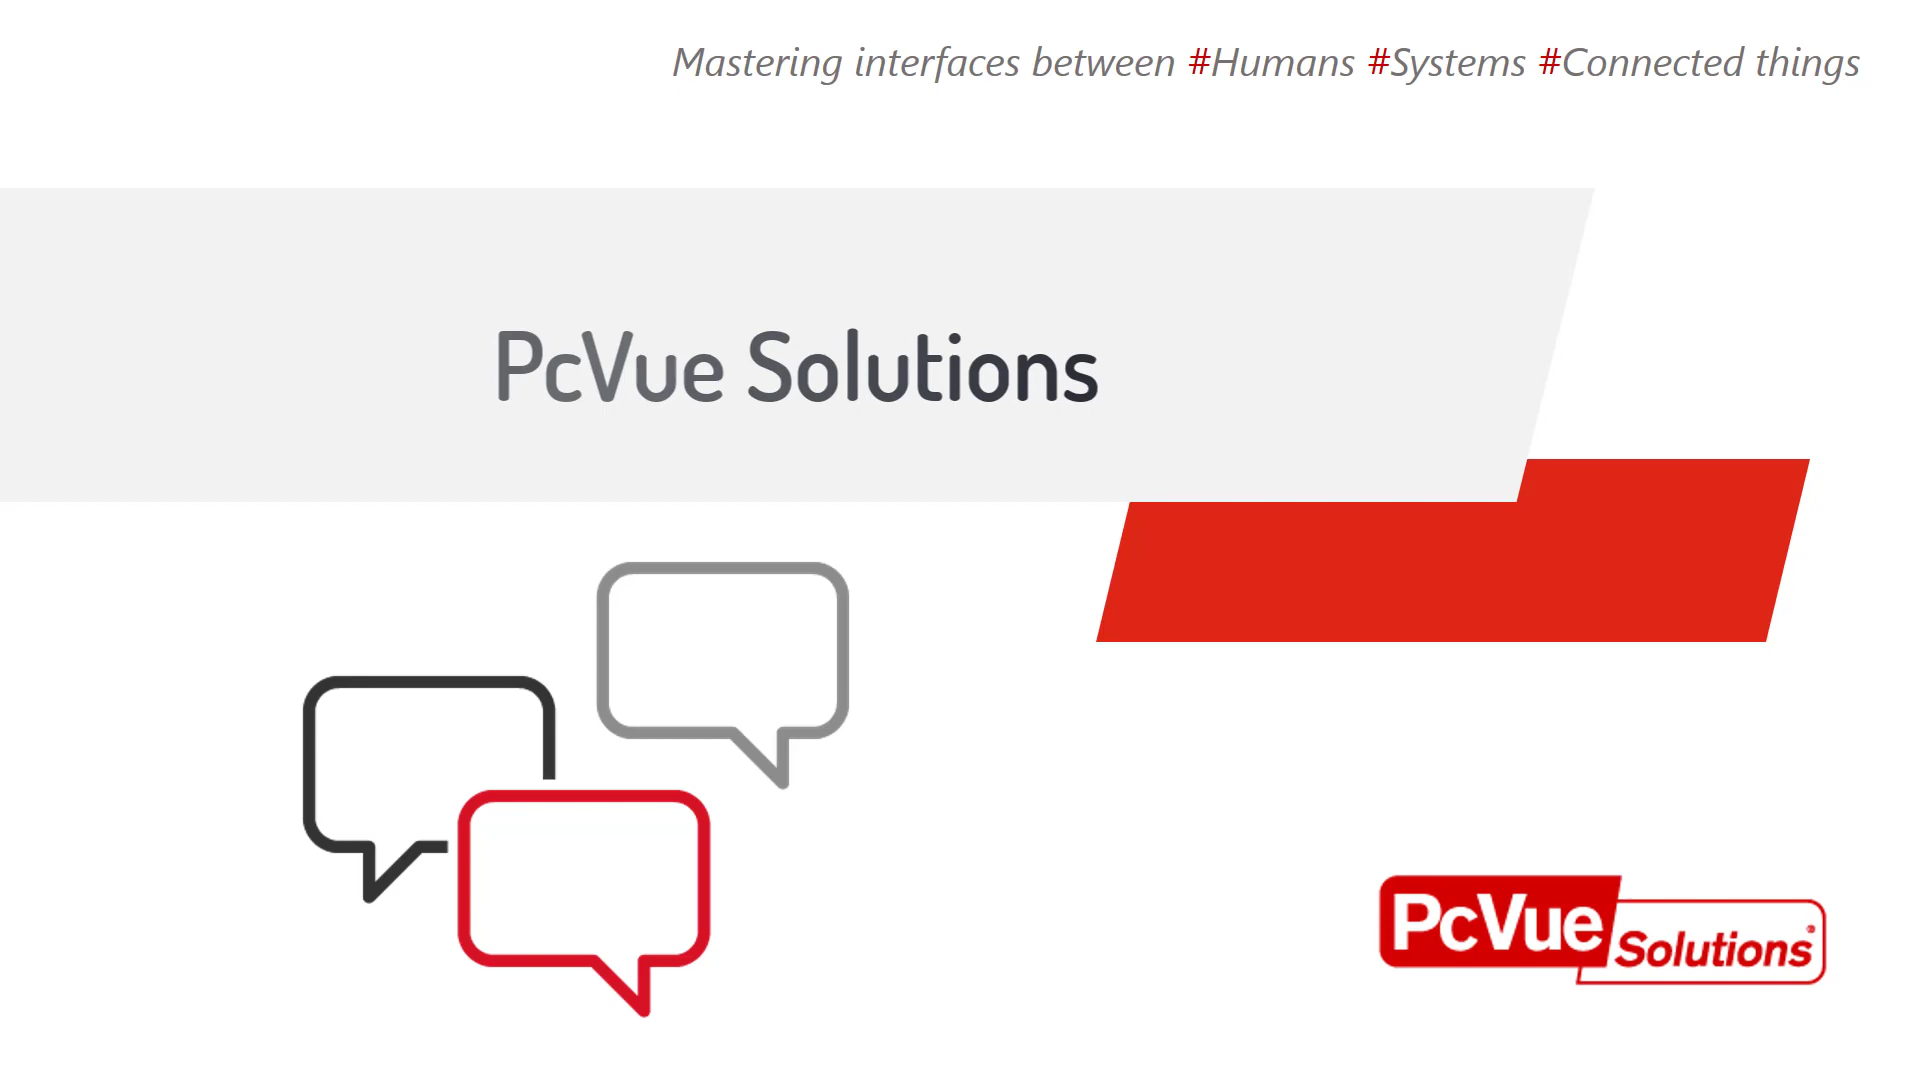 Mastering interfaces between #Humans #Systems #Connected things
PcVue Solutions
PcVue
Solutions®